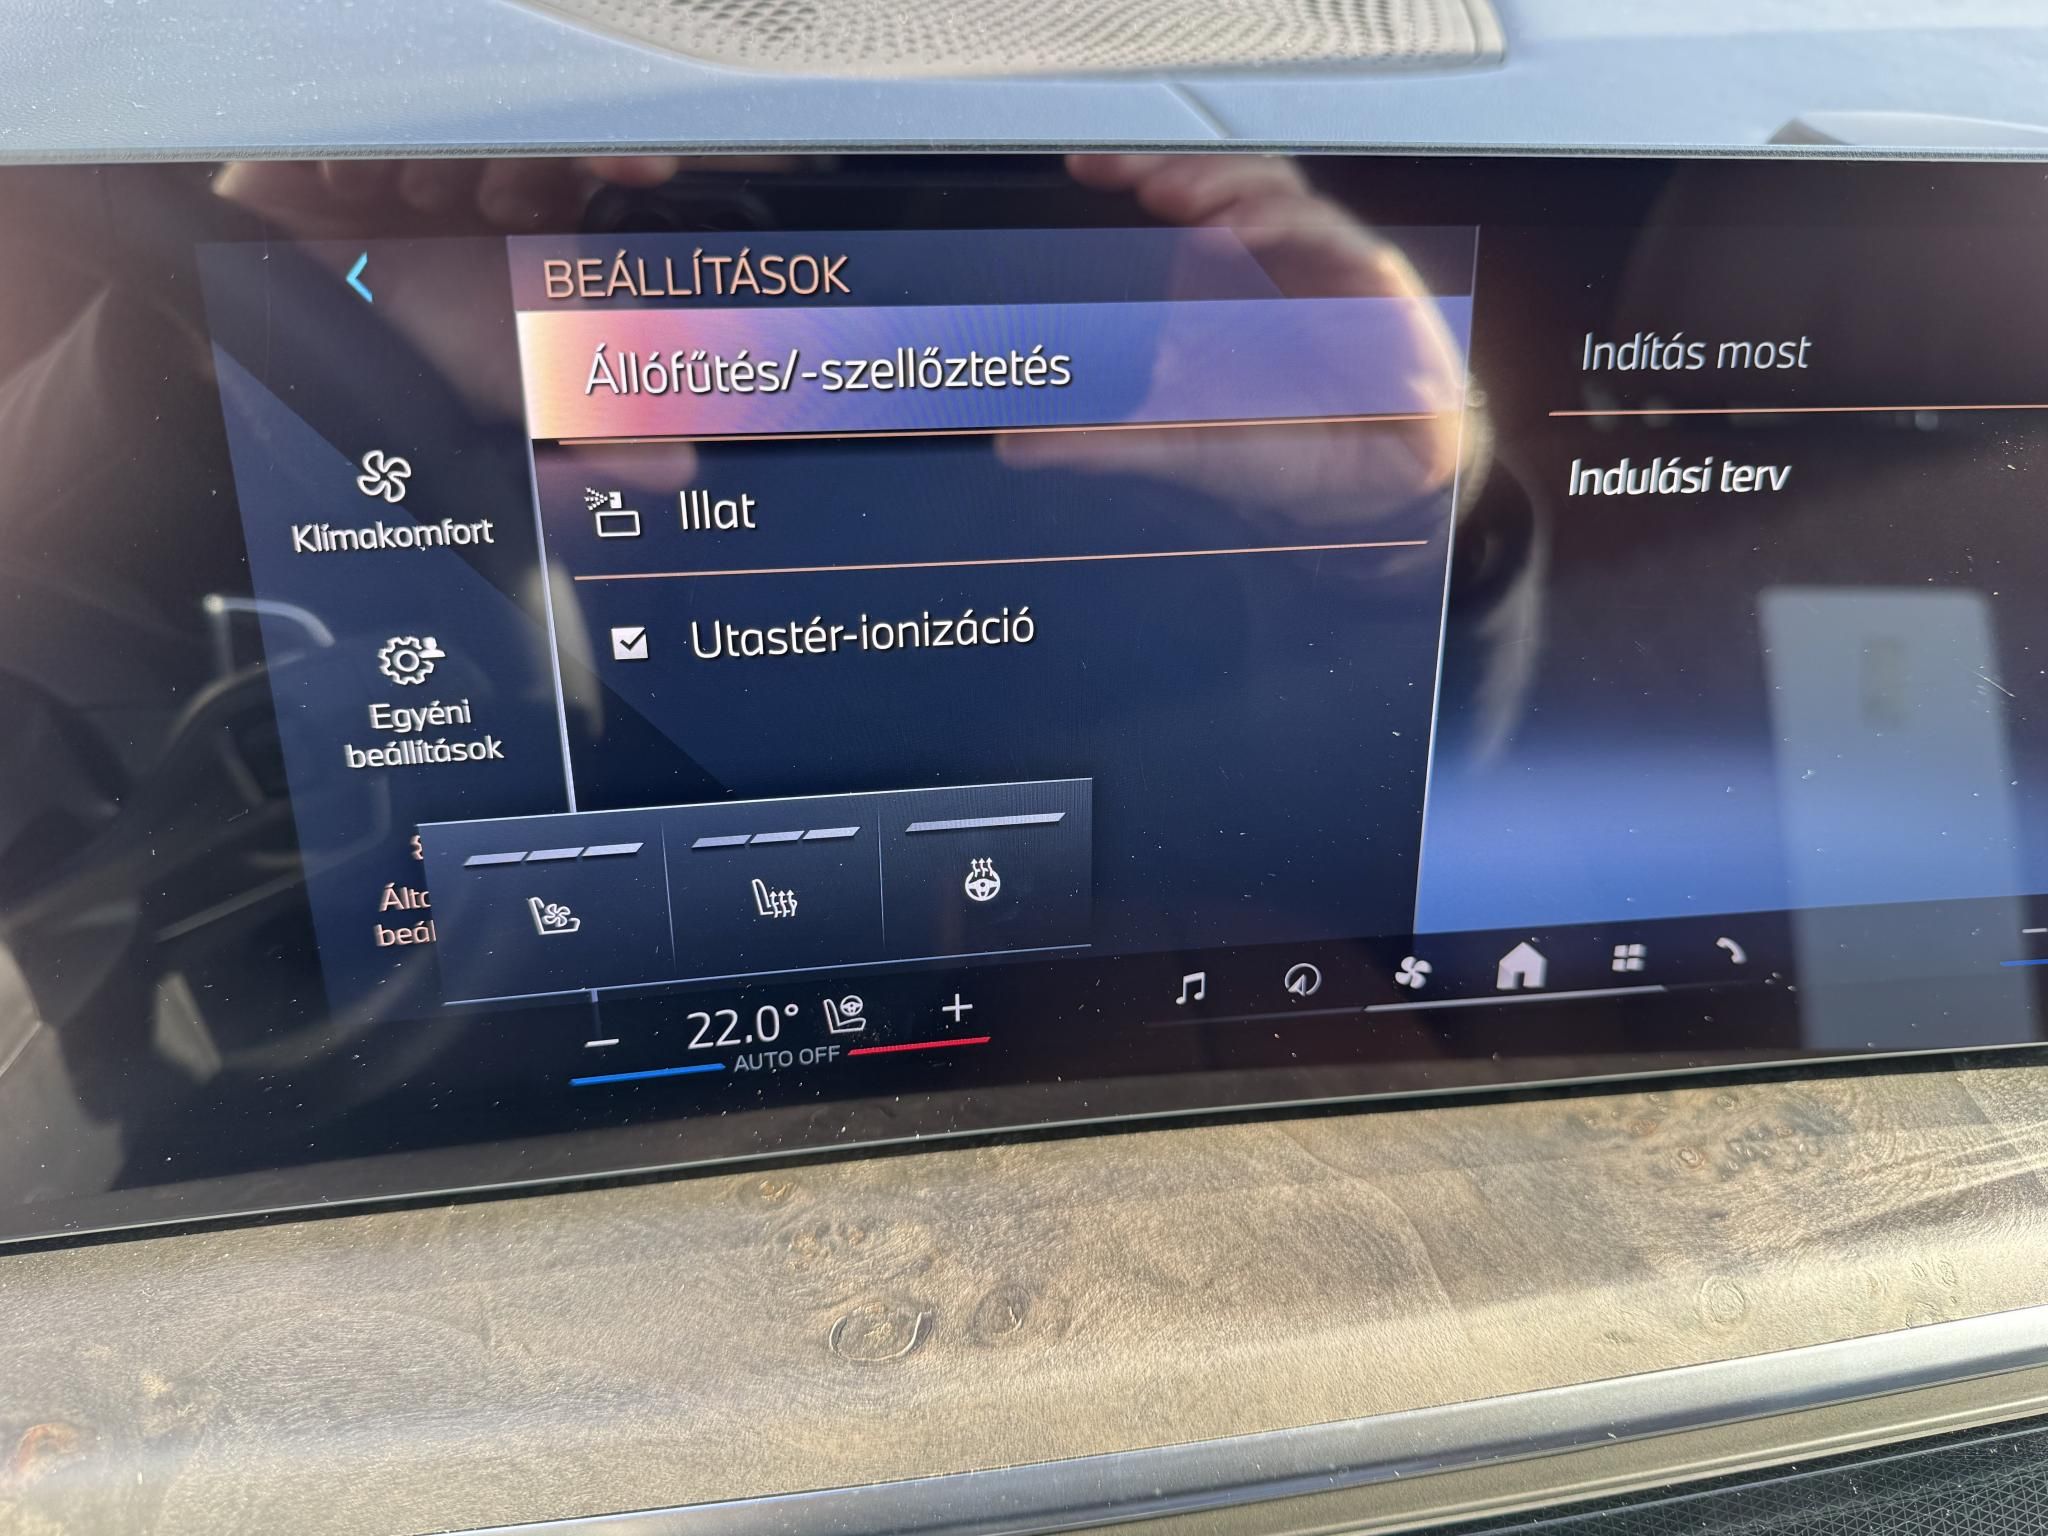 BEÁLLÍTÁSOK
Állófűtés/-szellőztetés
Illat
Utastér-ionizáció
Klímakomfort
Egyéni
beállítások
Indítás most
Indulási terv
22.0°
AUTO OFF